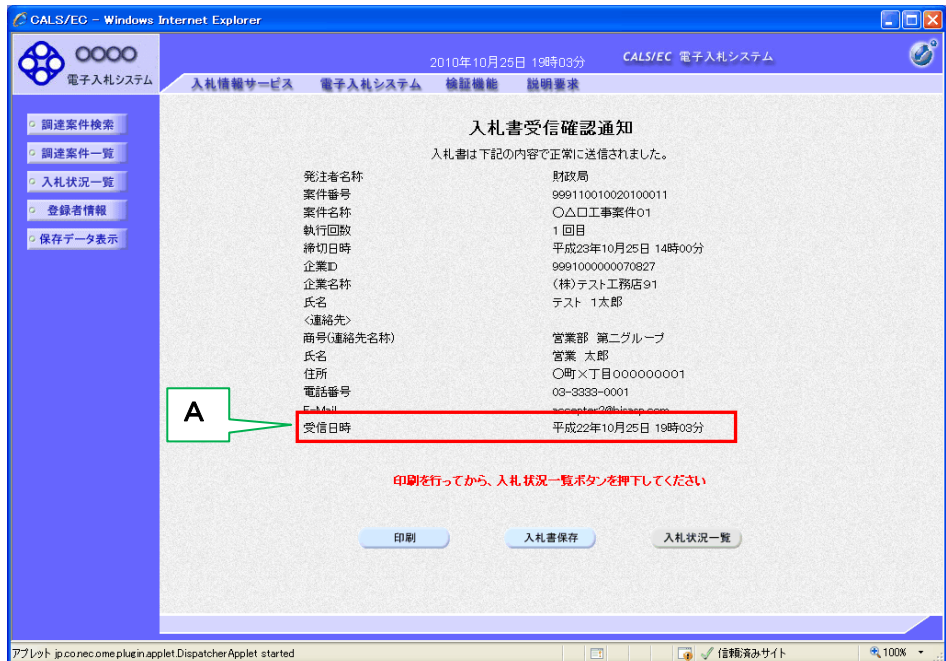 CALS/EC - Windows Internet Explorer
〇〇〇〇
電子入札システム
2010年10月25日 19時03分
CALS/EC 電子入札システム
入札情報サービス 電子入札システム 検証機能 説明要求
調達案件検索
調達案件一覧
入札状況一覧
登録者情報
保存データ表示
入札書受信確認通知
入札書は下記の内容で正常に送信されました。
発注者名称 財政局
案件番号 999110010020100011
案件名称 〇△口工事案件01
執行回数 1回目
締切日時 平成23年10月25日 14時00分
企業ID 9991000000070827
企業名称 (株)テスト工務店91
氏名 テスト 1太郎
<連絡先>
商号(連絡先名称) 営業部 第二グループ
氏名 営業 太郎
住所 〇町×丁目000000001
電話番号 03-3333-0001
E-Mail
A
受信日時 平成22年10月25日 19時03分
印刷を行ってから、入札状況一覧ボタンを押下してください
印刷 入札書保存 入札状況一覧
アプレット jp.co.nec.ome.plugin.applet.DispatcherApplet started
信頼済みサイト
100%